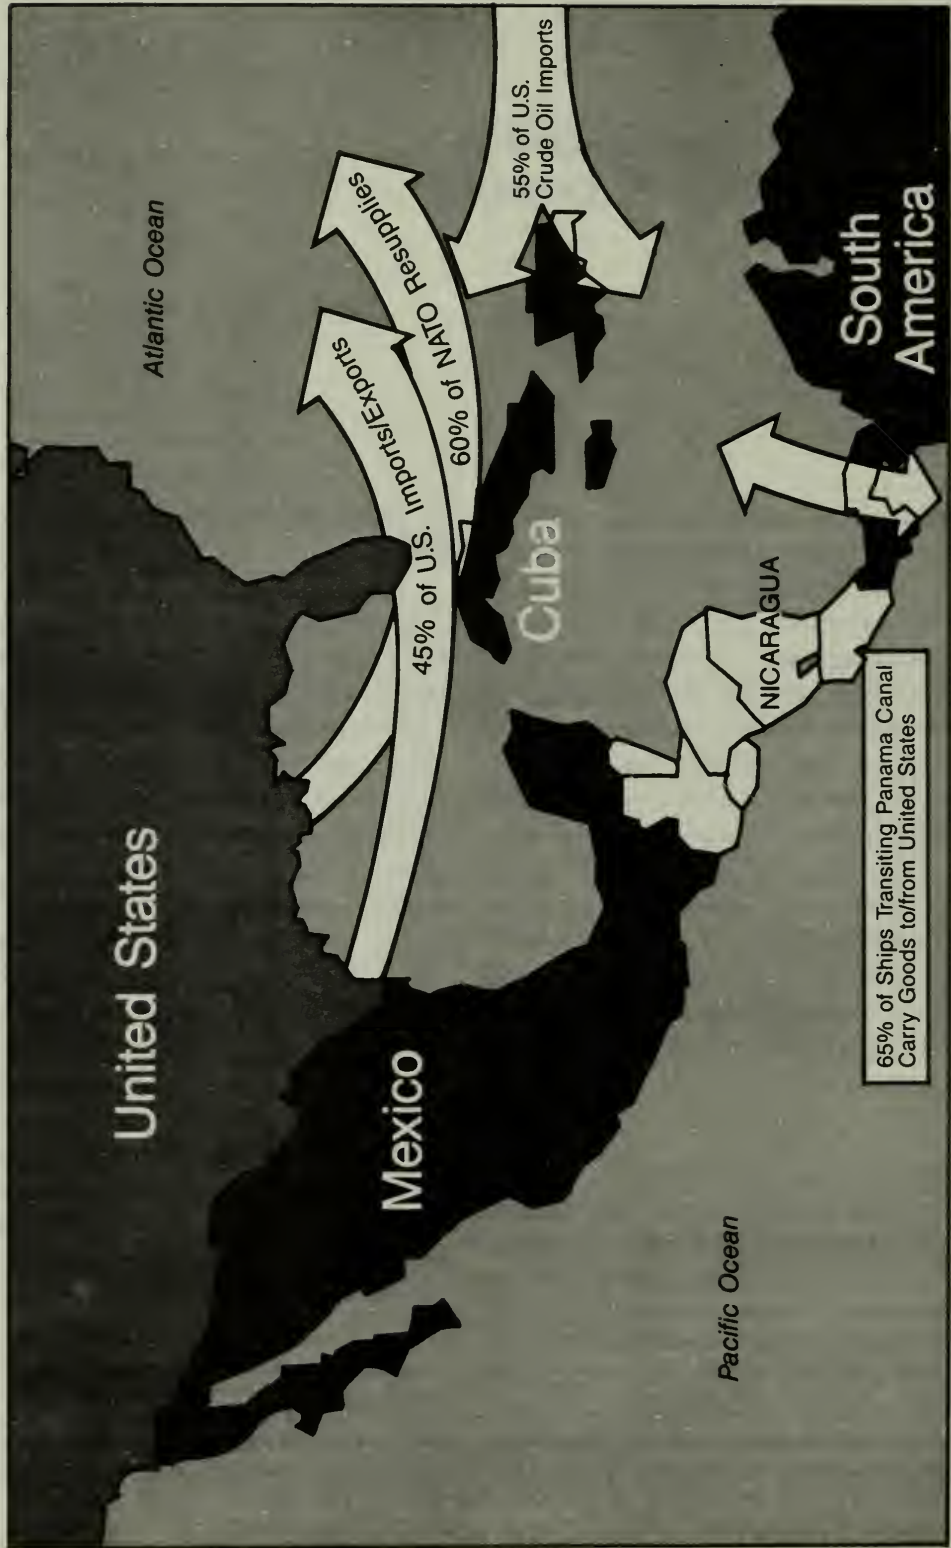 United States
Atlantic Ocean
Mexico
45% of U.S. Imports/Exports
60% of NATO Resupplies
55% of U.S.
Crude Oil Imports
Cuba
NICARAGUA
Pacific Ocean
South
America
65% of Ships Transiting Panama Canal
Carry Goods to/from United States